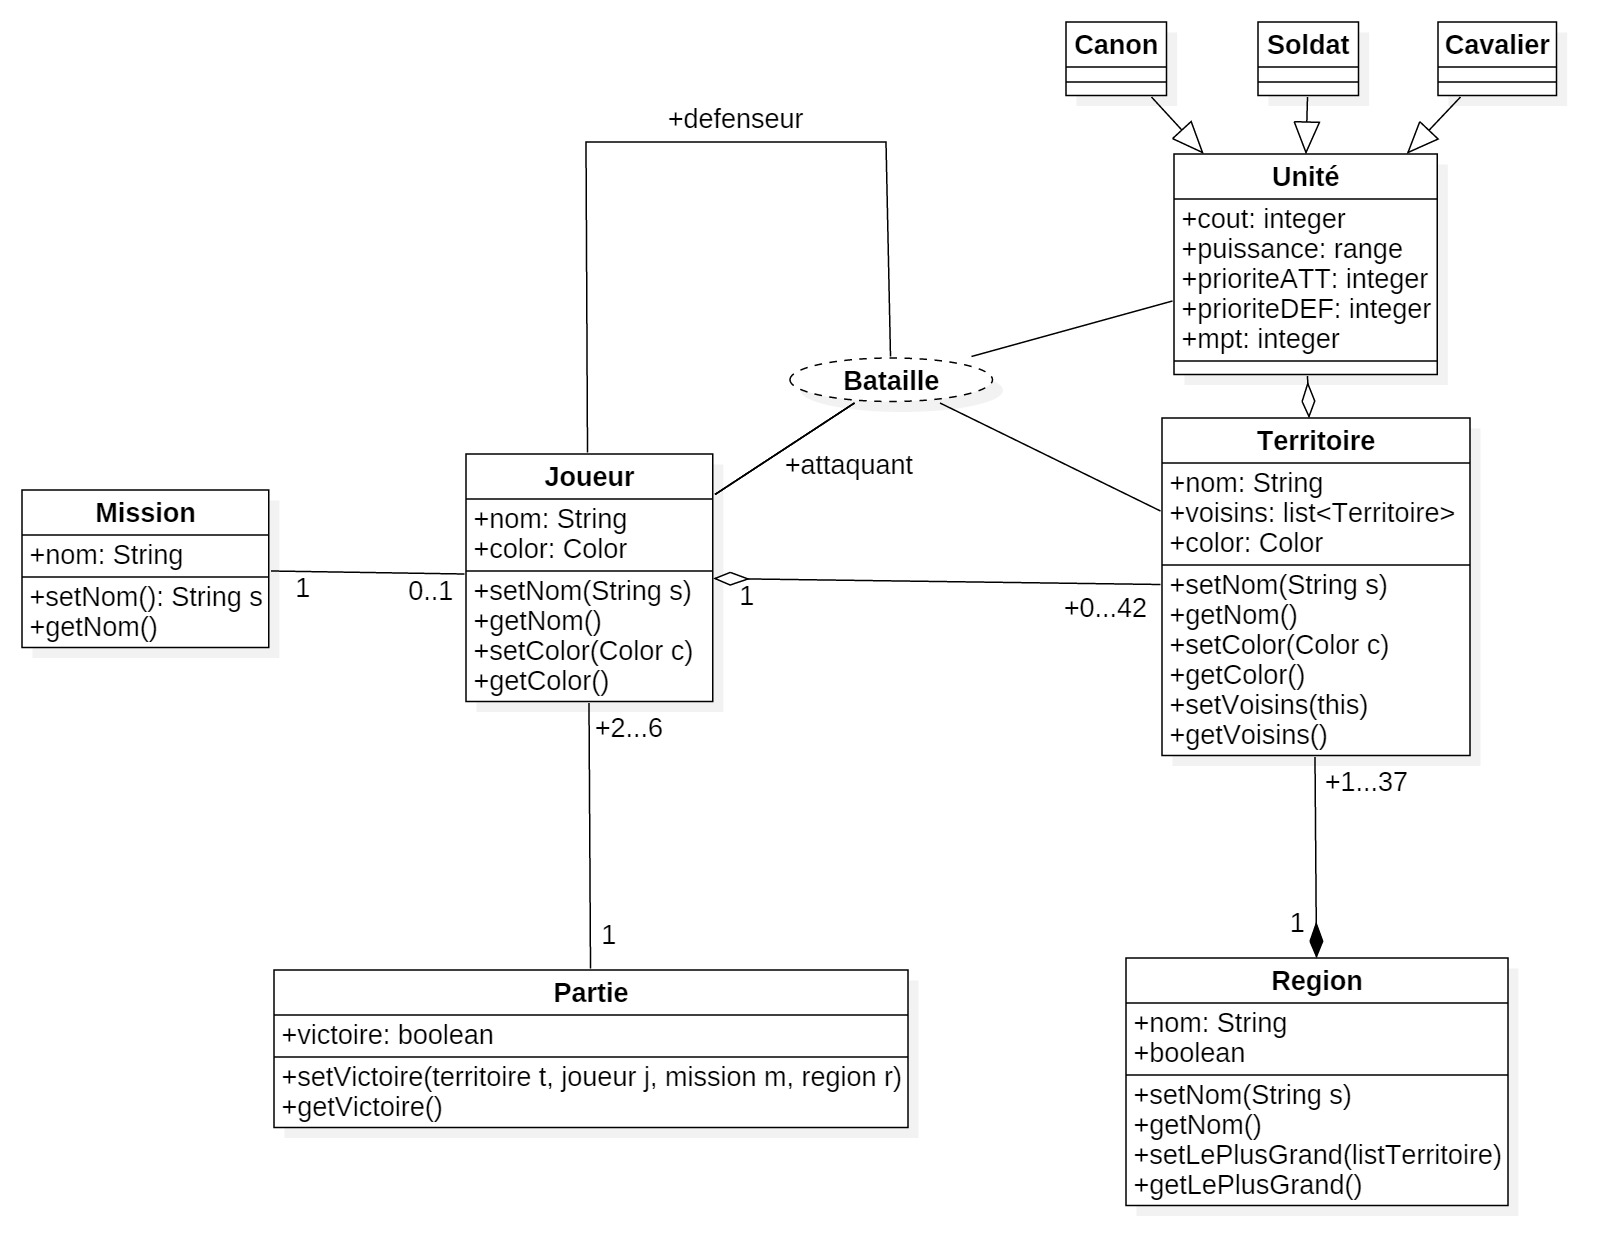 Canon
Soldat
Cavalier
+defenseur
Unité
+cout: integer
+puissance: range
+prioriteATT: integer
+prioriteDEF: integer
+mpt: integer
Bataille
+attaquant
Territoire
+nom: String
+voisins: list<Territoire>
+color: Color
+setNom(String s)
+getNom()
+setColor(Color c)
+getColor()
+setVoisins(this)
+getVoisins()
Joueur
+nom: String
+color: Color
+setNom(String s)
+getNom()
+setColor(Color c)
+getColor()
Mission
+nom: String
+setNom(): String s
+getNom()
1
0..1
1
+0...42
+2...6
1
+1...37
1
Partie
+victoire: boolean
+setVictoire(territoire t, joueur j, mission m, region r)
+getVictoire()
Region
+nom: String
+boolean
+setNom(String s)
+getNom()
+setLePlusGrand(listTerritoire)
+getLePlusGrand()